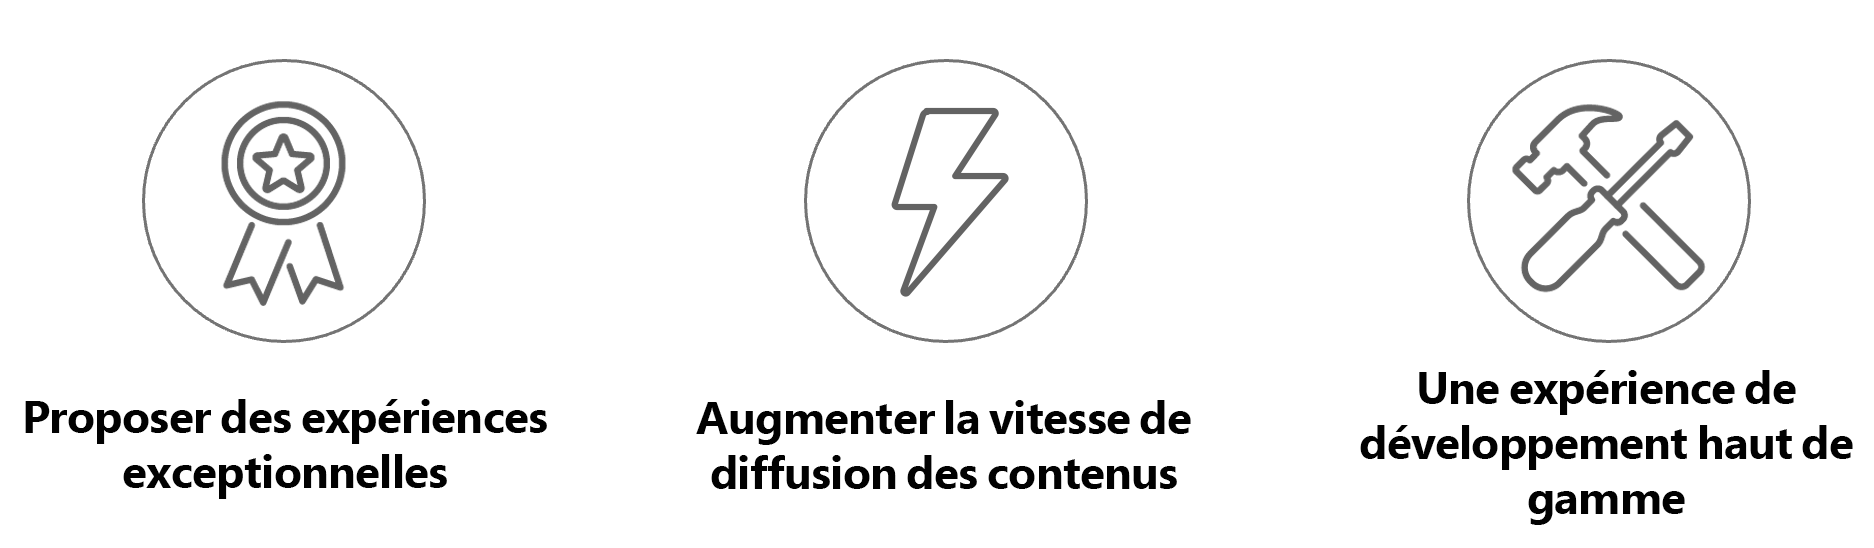 Proposer des expériences
exceptionnelles
Augmenter la vitesse de
diffusion des contenus
Une expérience de
développement haut de
gamme